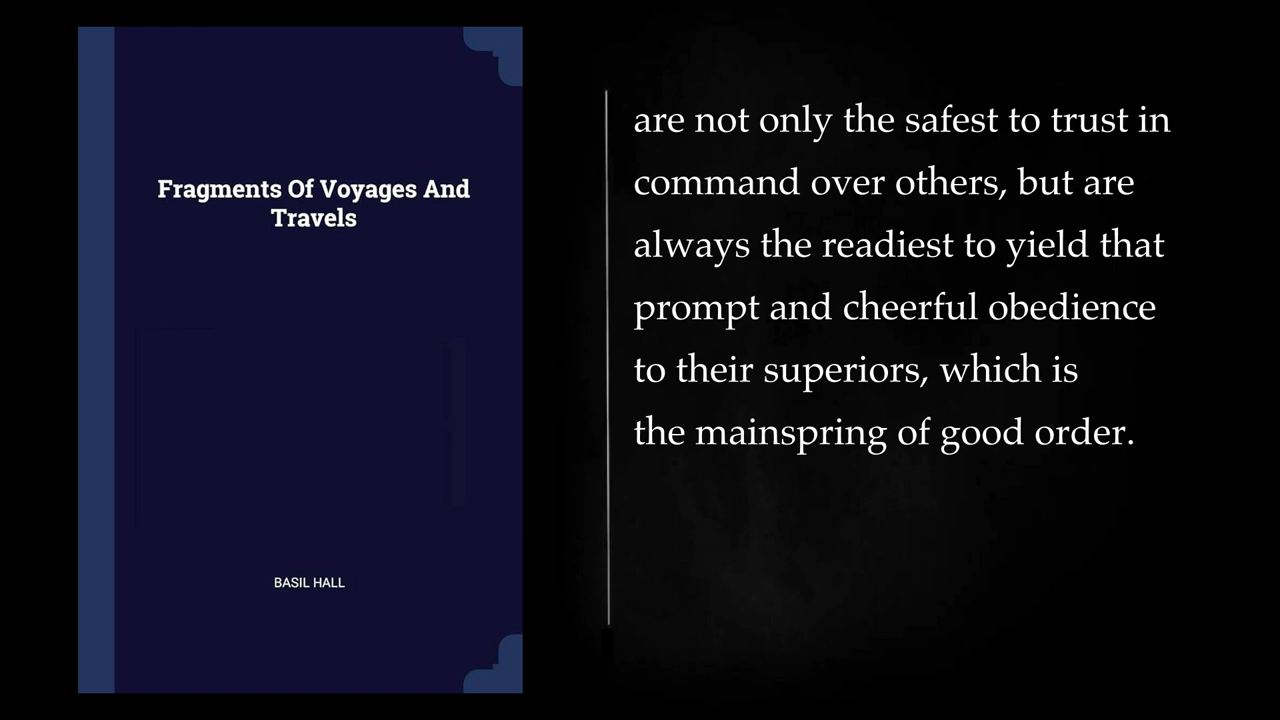 Fragments Of Voyages And
Travels
BASIL HALL
are not only the safest to trust in
command over others, but are
always the readiest to yield that
prompt and cheerful obedience
to their superiors, which is
the mainspring of good order.